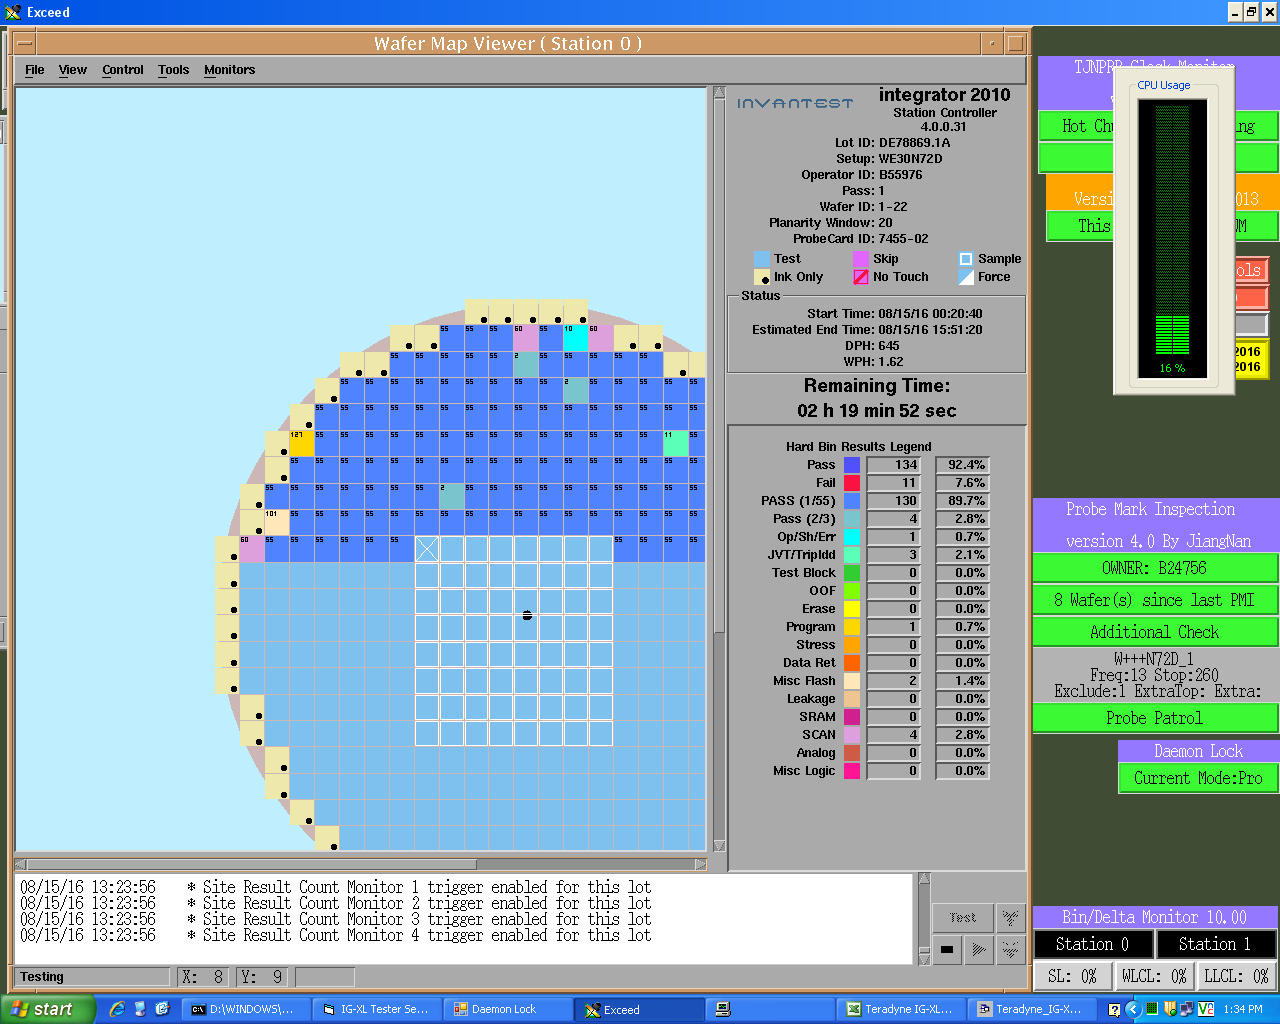 Exceed
Wafer Map Viewer ( Station 0 )
File View Control Tools Monitors
INVANTEST
integrator 2010
Station Controller
4.0.0.31
Lot ID: DE78869.1A
Setup: WE30N72D
Operator ID: B55976
Pass: 1
Wafer ID: 1-22
Planarity Window: 20
ProbeCard ID: 7455-02
Test Skip Sample
Ink Only No Touch Force
Status
Start Time: 08/15/16 00:20:40
Estimated End Time: 08/15/16 15:51:20
DPH: 645
WPH: 1.62
Remaining Time:
02 h 19 min 52 sec
Hard Bin Results Legend
Pass 134 92.4%
Fail 11 7.6%
PASS (1/55) 130 89.7%
Pass (2/3) 4 2.8%
Op/Sh/Err 1 0.7%
JVT/TripIdd 3 2.1%
Test Block 0 0.0%
OOF 0 0.0%
Erase 0 0.0%
Program 1 0.7%
Stress 0 0.0%
Data Ret 0 0.0%
Misc Flash 2 1.4%
Leakage 0 0.0%
SRAM 0 0.0%
SCAN 4 2.8%
Analog 0 0.0%
Misc Logic 0 0.0%
08/15/16 13:23:56 * Site Result Count Monitor 1 trigger enabled for this lot
08/15/16 13:23:56 * Site Result Count Monitor 2 trigger enabled for this lot
08/15/16 13:23:56 * Site Result Count Monitor 3 trigger enabled for this lot
08/15/16 13:23:56 * Site Result Count Monitor 4 trigger enabled for this lot
Test
Testing X: 8 Y: 9
CPU Usage
16 %
Hot
Versi
013
This
ols
2016
2016
Probe Mark Inspection
version 4.0 By JiangNan
OWNER: B24756
8 Wafer(s) since last PMI
Additional Check
W+++N72D_1
Freq:13 Stop:260
Exclude:1 ExtraTop: Extra:
Probe Patrol
Daemon Lock
Current Mode:Pro
Bin/Delta Monitor 10.00
Station 0 Station 1
SL: 0% WLCL: 0% LLCL: 0%
start
D:\WINDOWS\...
IG-XL Tester Se...
Daemon Lock
Exceed
Teradyne IG-XL...
Teradyne_IG-X...
1:34 PM